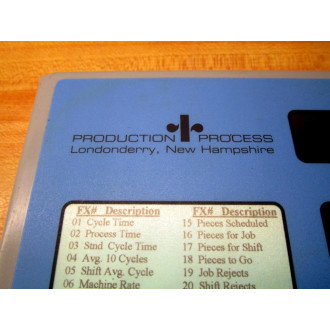 PRODUCTION PROCESS
Londonderry, New Hampshire
FX# Description
01 Cycle Time
02 Process Time
03 Stnd Cycle Time
04 Avg. 10 Cycles
05 Shift Avg. Cycle
06 Machine Rate
FX# Description
15 Pieces Scheduled
16 Pieces for Job
17 Pieces for Shift
18 Pieces to Go
19 Job Rejects
20 Shift Rejects